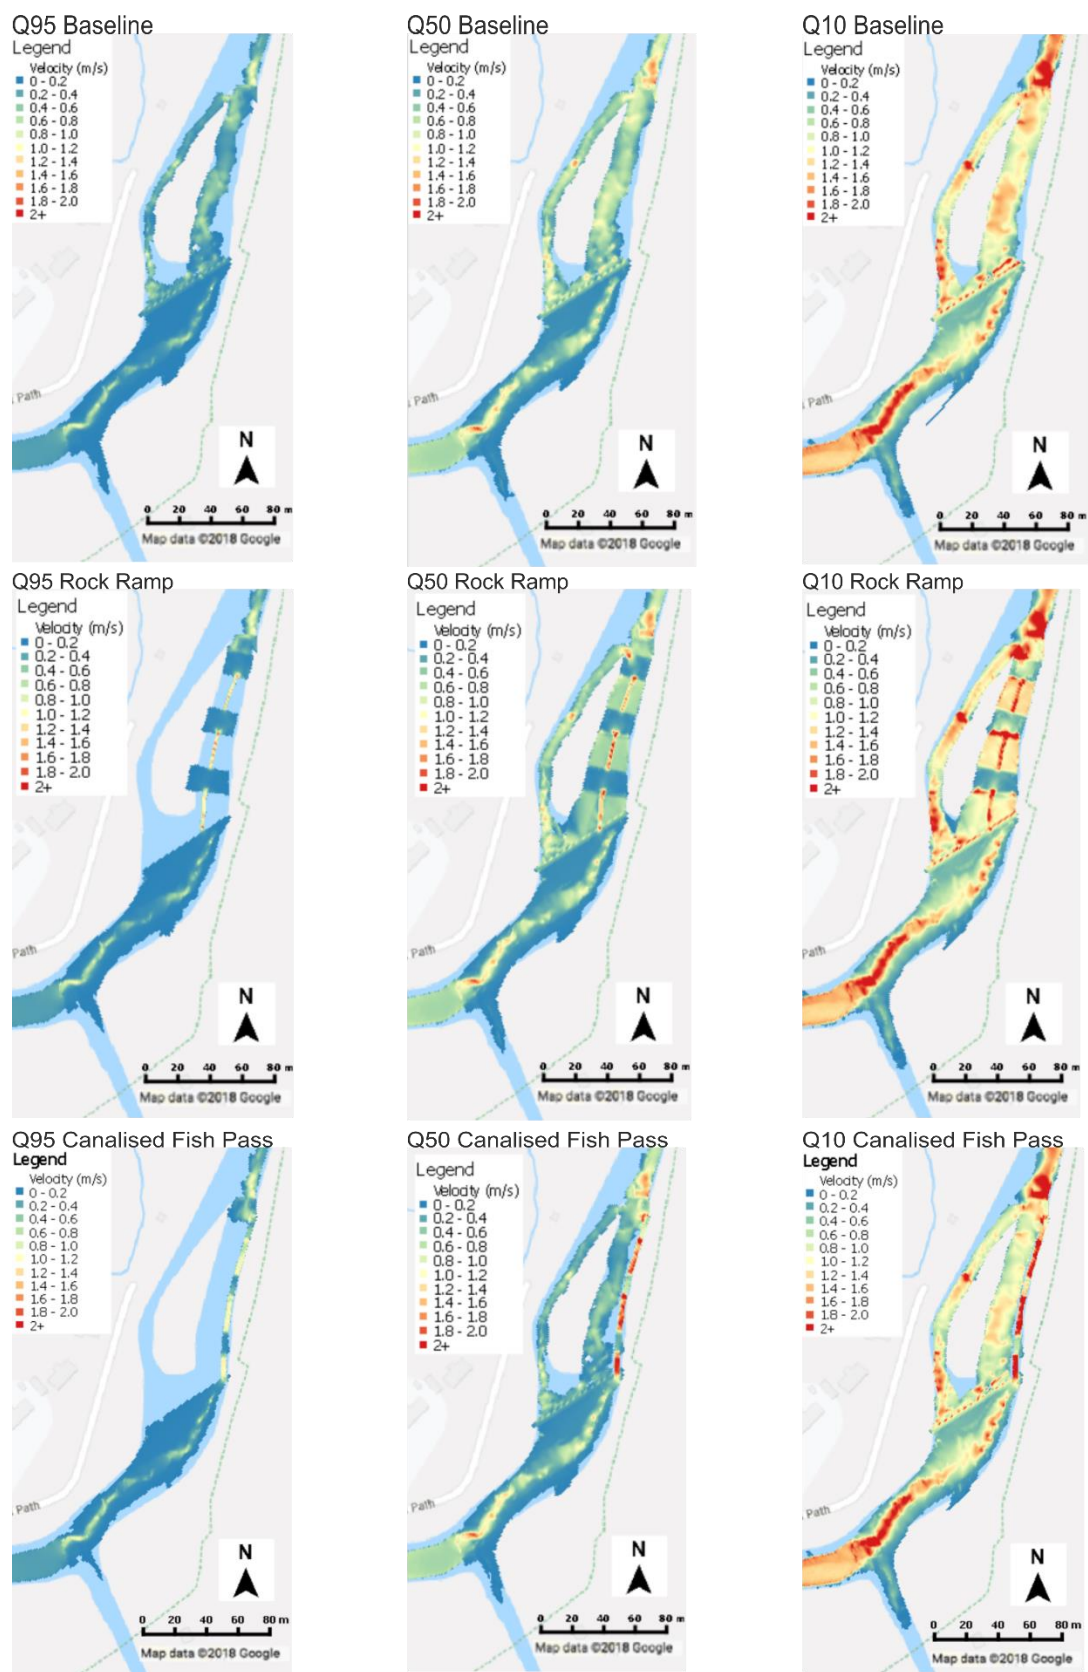 Q95 Baseline
Legend
Velocity (m/s)
0 - 0.2
0.2 - 0.4
0.4 - 0.6
0.6 - 0.8
0.8 - 1.0
1.0 - 1.2
1.2 - 1.4
1.4 - 1.6
1.6 - 1.8
1.8 - 2.0
2+
Path
N
0 20 40 60 80 m
Map data ©2018 Google
Q50 Baseline
Legend
Velocity (m/s)
0 - 0.2
0.2 - 0.4
0.4 - 0.6
0.6 - 0.8
0.8 - 1.0
1.0 - 1.2
1.2 - 1.4
1.4 - 1.6
1.6 - 1.8
1.8 - 2.0
2+
Path
N
0 20 40 60 80 m
Map data ©2018 Google
Q10 Baseline
Legend
Velocity (m/s)
0 - 0.2
0.2 - 0.4
0.4 - 0.6
0.6 - 0.8
0.8 - 1.0
1.0 - 1.2
1.2 - 1.4
1.4 - 1.6
1.6 - 1.8
1.8 - 2.0
2+
Path
N
0 20 40 60 80 m
Map data ©2018 Google
Q95 Rock Ramp
Legend
Velocity (m/s)
0 - 0.2
0.2 - 0.4
0.4 - 0.6
0.6 - 0.8
0.8 - 1.0
1.0 - 1.2
1.2 - 1.4
1.4 - 1.6
1.6 - 1.8
1.8 - 2.0
2+
Path
N
0 20 40 60 80 m
Map data ©2018 Google
Q50 Rock Ramp
Legend
Velocity (m/s)
0 - 0.2
0.2 - 0.4
0.4 - 0.6
0.6 - 0.8
0.8 - 1.0
1.0 - 1.2
1.2 - 1.4
1.4 - 1.6
1.6 - 1.8
1.8 - 2.0
2+
Path
N
0 20 40 60 80 m
Map data ©2018 Google
Q10 Rock Ramp
Legend
Velocity (m/s)
0 - 0.2
0.2 - 0.4
0.4 - 0.6
0.6 - 0.8
0.8 - 1.0
1.0 - 1.2
1.2 - 1.4
1.4 - 1.6
1.6 - 1.8
1.8 - 2.0
2+
Path
N
0 20 40 60 80 m
Map data ©2018 Google
Q95 Canalised Fish Pass
Legend
Velocity (m/s)
0 - 0.2
0.2 - 0.4
0.4 - 0.6
0.6 - 0.8
0.8 - 1.0
1.0 - 1.2
1.2 - 1.4
1.4 - 1.6
1.6 - 1.8
1.8 - 2.0
2+
Path
N
0 20 40 60 80 m
Map data ©2018 Google
Q50 Canalised Fish Pass
Legend
Velocity (m/s)
0 - 0.2
0.2 - 0.4
0.4 - 0.6
0.6 - 0.8
0.8 - 1.0
1.0 - 1.2
1.2 - 1.4
1.4 - 1.6
1.6 - 1.8
1.8 - 2.0
2+
Path
N
0 20 40 60 80 m
Map data ©2018 Google
Q10 Canalised Fish Pass
Legend
Velocity (m/s)
0 - 0.2
0.2 - 0.4
0.4 - 0.6
0.6 - 0.8
0.8 - 1.0
1.0 - 1.2
1.2 - 1.4
1.4 - 1.6
1.6 - 1.8
1.8 - 2.0
2+
Path
N
0 20 40 60 80 m
Map data ©2018 Google